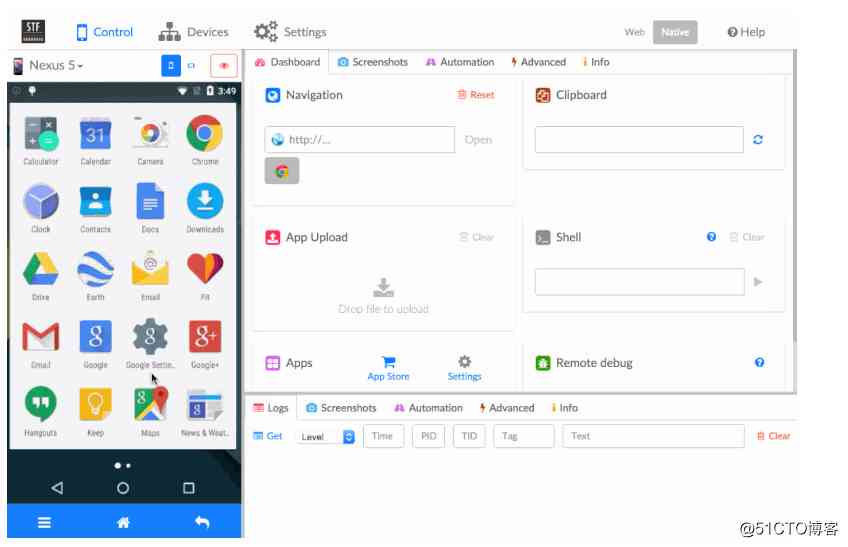 STF
Control Devices Settings Web Native Help
Nexus 5
3:49
Calculator Calendar Camera Chrome
31
Clock Contacts Docs Downloads
Drive Earth Email Fit
Gmail Google Google Settin... Google+
Hangouts Keep Maps News & Weat...
Dashboard Screenshots Automation Advanced Info
Navigation Reset
http://... Open
Clipboard
App Upload Clear
Drop file to upload
Shell Clear
Apps App Store Settings
Remote debug
Logs Screenshots Automation Advanced Info
Get Level Time PID TID Tag Text Clear
@51CTO博客